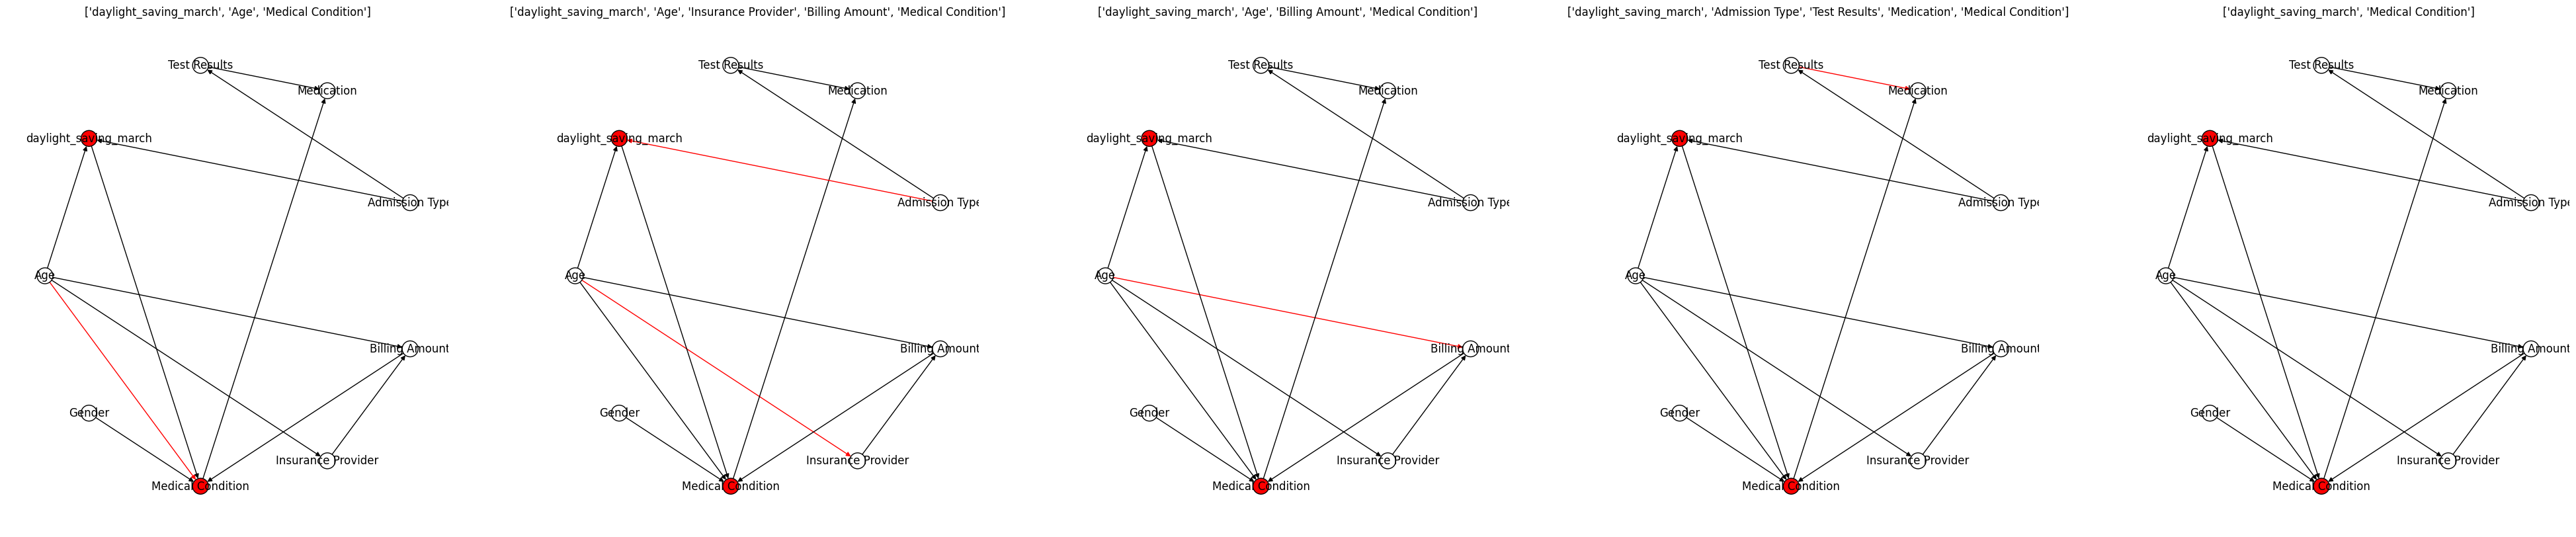 ['daylight_saving_march', 'Age', 'Medical Condition']
Test Results
Medication
daylight_saving_march
Admission Type
Age
Billing Amount
Gender
Insurance Provider
Medical Condition
['daylight_saving_march', 'Age', 'Insurance Provider', 'Billing Amount', 'Medical Condition']
Test Results
Medication
daylight_saving_march
Admission Type
Age
Billing Amount
Gender
Insurance Provider
Medical Condition
['daylight_saving_march', 'Age', 'Billing Amount', 'Medical Condition']
Test Results
Medication
daylight_saving_march
Admission Type
Age
Billing Amount
Gender
Insurance Provider
Medical Condition
['daylight_saving_march', 'Admission Type', 'Test Results', 'Medication', 'Medical Condition']
Test Results
Medication
daylight_saving_march
Admission Type
Age
Billing Amount
Gender
Insurance Provider
Medical Condition
['daylight_saving_march', 'Medical Condition']
Test Results
Medication
daylight_saving_march
Admission Type
Age
Billing Amount
Gender
Insurance Provider
Medical Condition